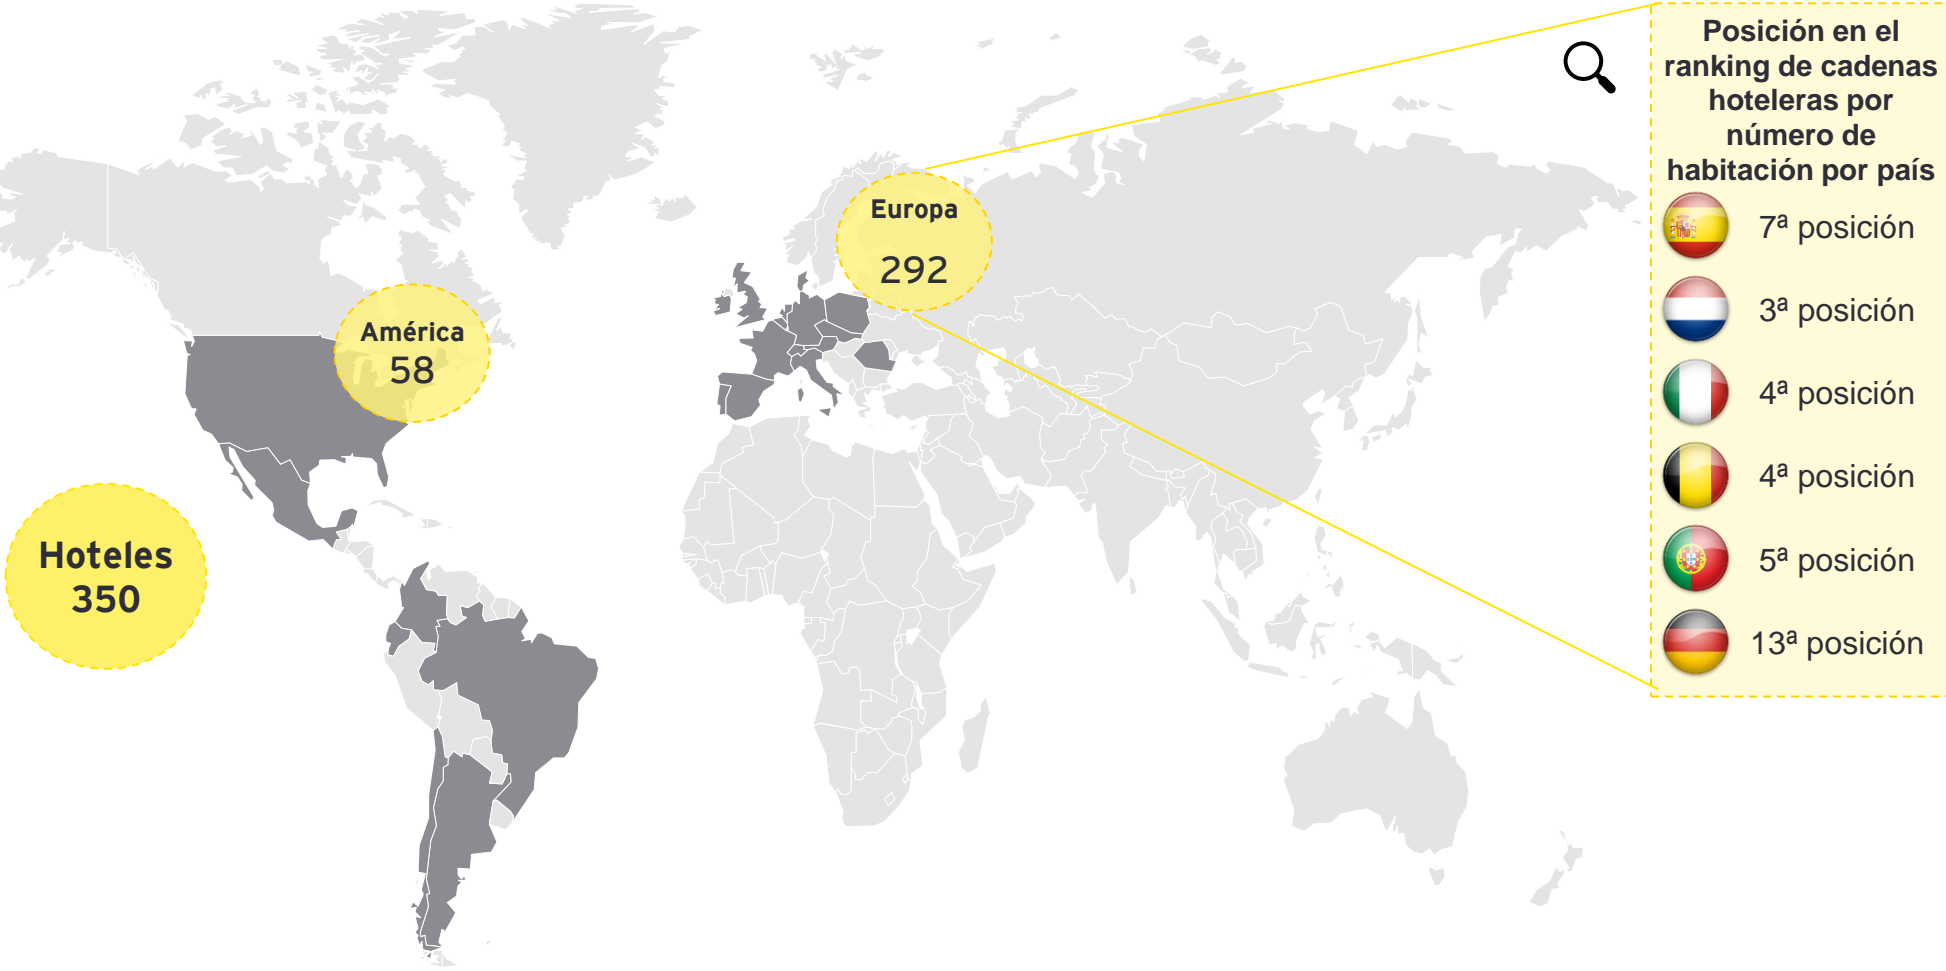 Posición en el
ranking de cadenas
hoteleras por
número de
habitación por país
7ª posición
3ª posición
4ª posición
4ª posición
5ª posición
13ª posición
Europa
292
América
58
Hoteles
350